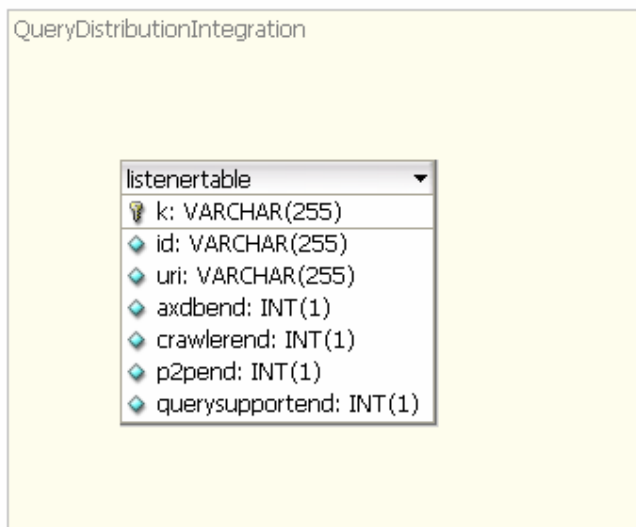 QueryDistributionIntegration
listenertable
k: VARCHAR(255)
id: VARCHAR(255)
uri: VARCHAR(255)
axdbend: INT(1)
crawlerend: INT(1)
p2pend: INT(1)
querysupportend: INT(1)